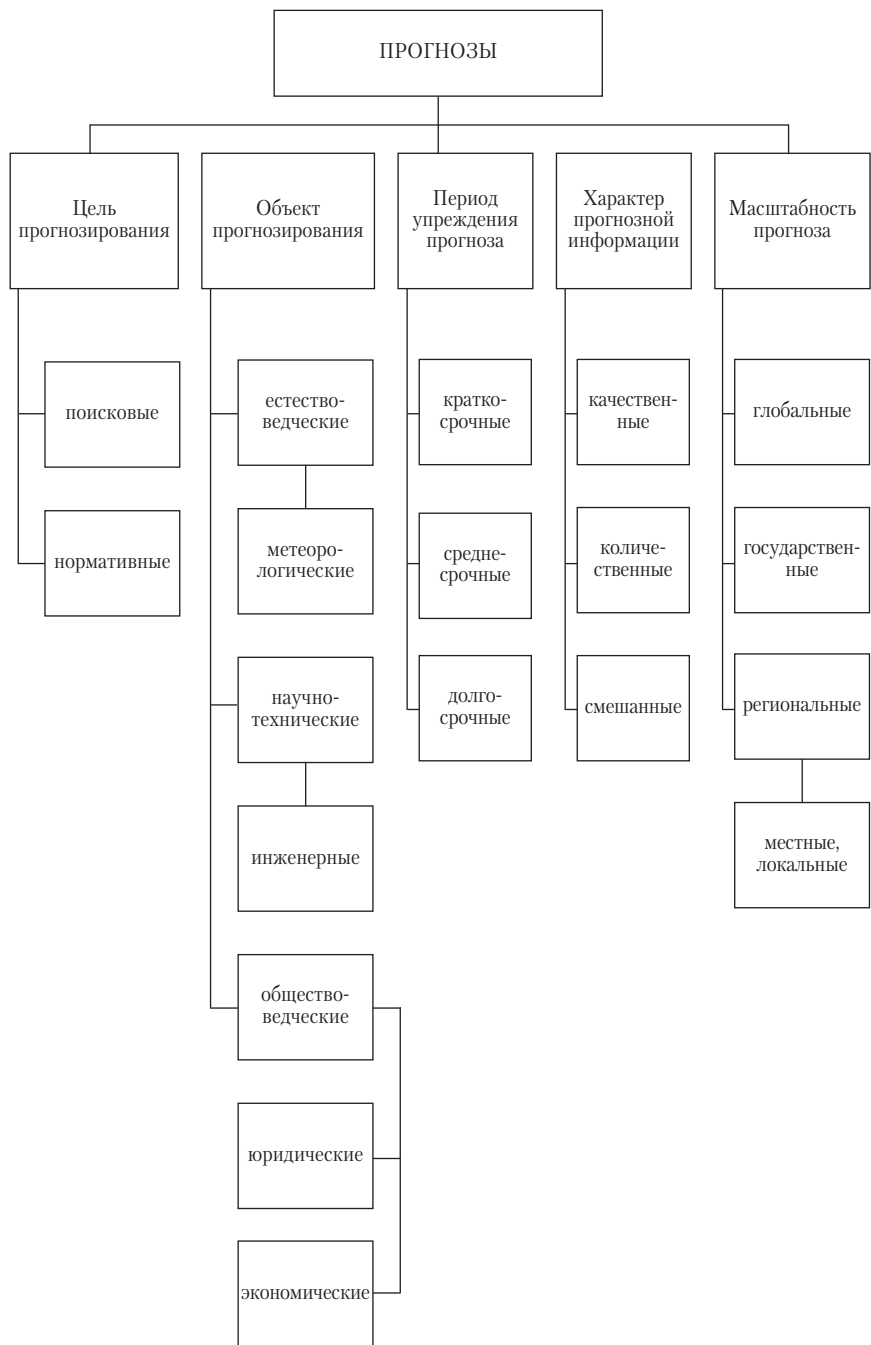 ПРОГНОЗЫ
Цель
прогнозирования
Объект
прогнозирования
Период
упреждения
прогноза
Характер
прогнозной
информации
Масштабность
прогноза
поисковые
нормативные
естество-
ведческие
метеоро-
логические
научно-
технические
инженерные
общество-
ведческие
юридические
экономические
кратко-
срочные
средне-
срочные
долго-
срочные
качествен-
ные
количе-
ственные
смешанные
глобальные
государствен-
ные
региональные
местные,
локальные